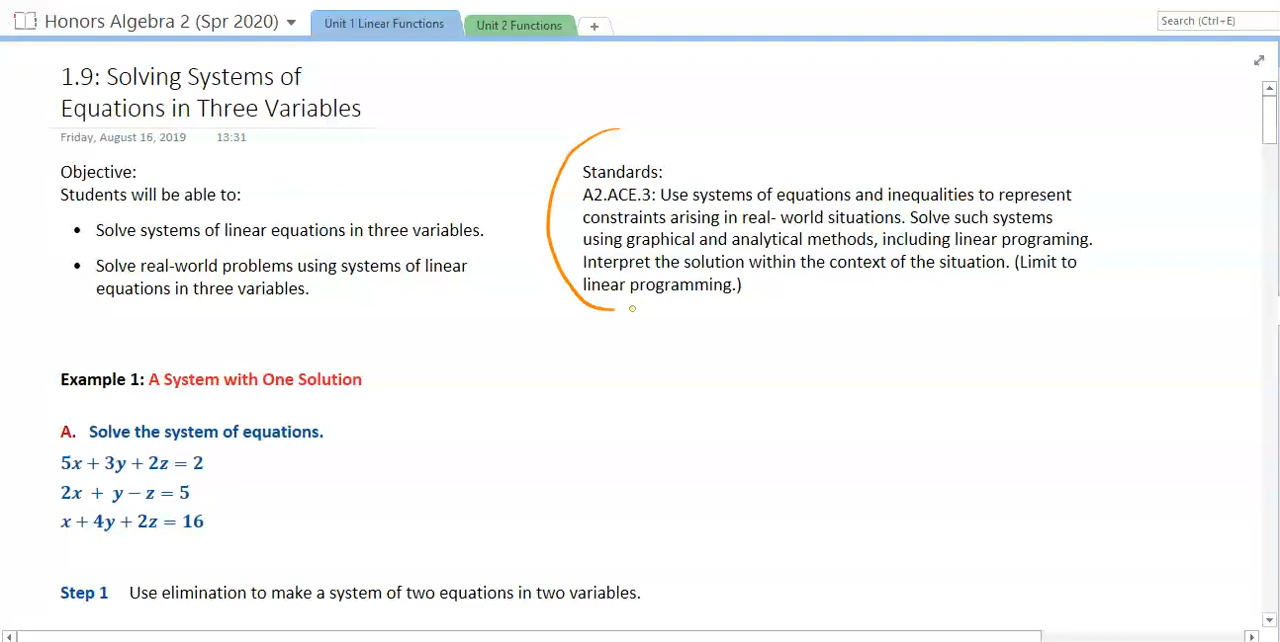 Honors Algebra 2 (Spr 2020)
Unit 1 Linear Functions
Unit 2 Functions
+
Search (Ctrl+E)
1.9: Solving Systems of
Equations in Three Variables
Friday, August 16, 2019 13:31
Objective:
Students will be able to:
• Solve systems of linear equations in three variables.
• Solve real-world problems using systems of linear
equations in three variables.
Standards:
A2.ACE.3: Use systems of equations and inequalities to represent
constraints arising in real- world situations. Solve such systems
using graphical and analytical methods, including linear programing.
Interpret the solution within the context of the situation. (Limit to
linear programming.)
Example 1: A System with One Solution
A. Solve the system of equations.
5x + 3y + 2z = 2
2x + y − z = 5
x + 4y + 2z = 16
Step 1 Use elimination to make a system of two equations in two variables.